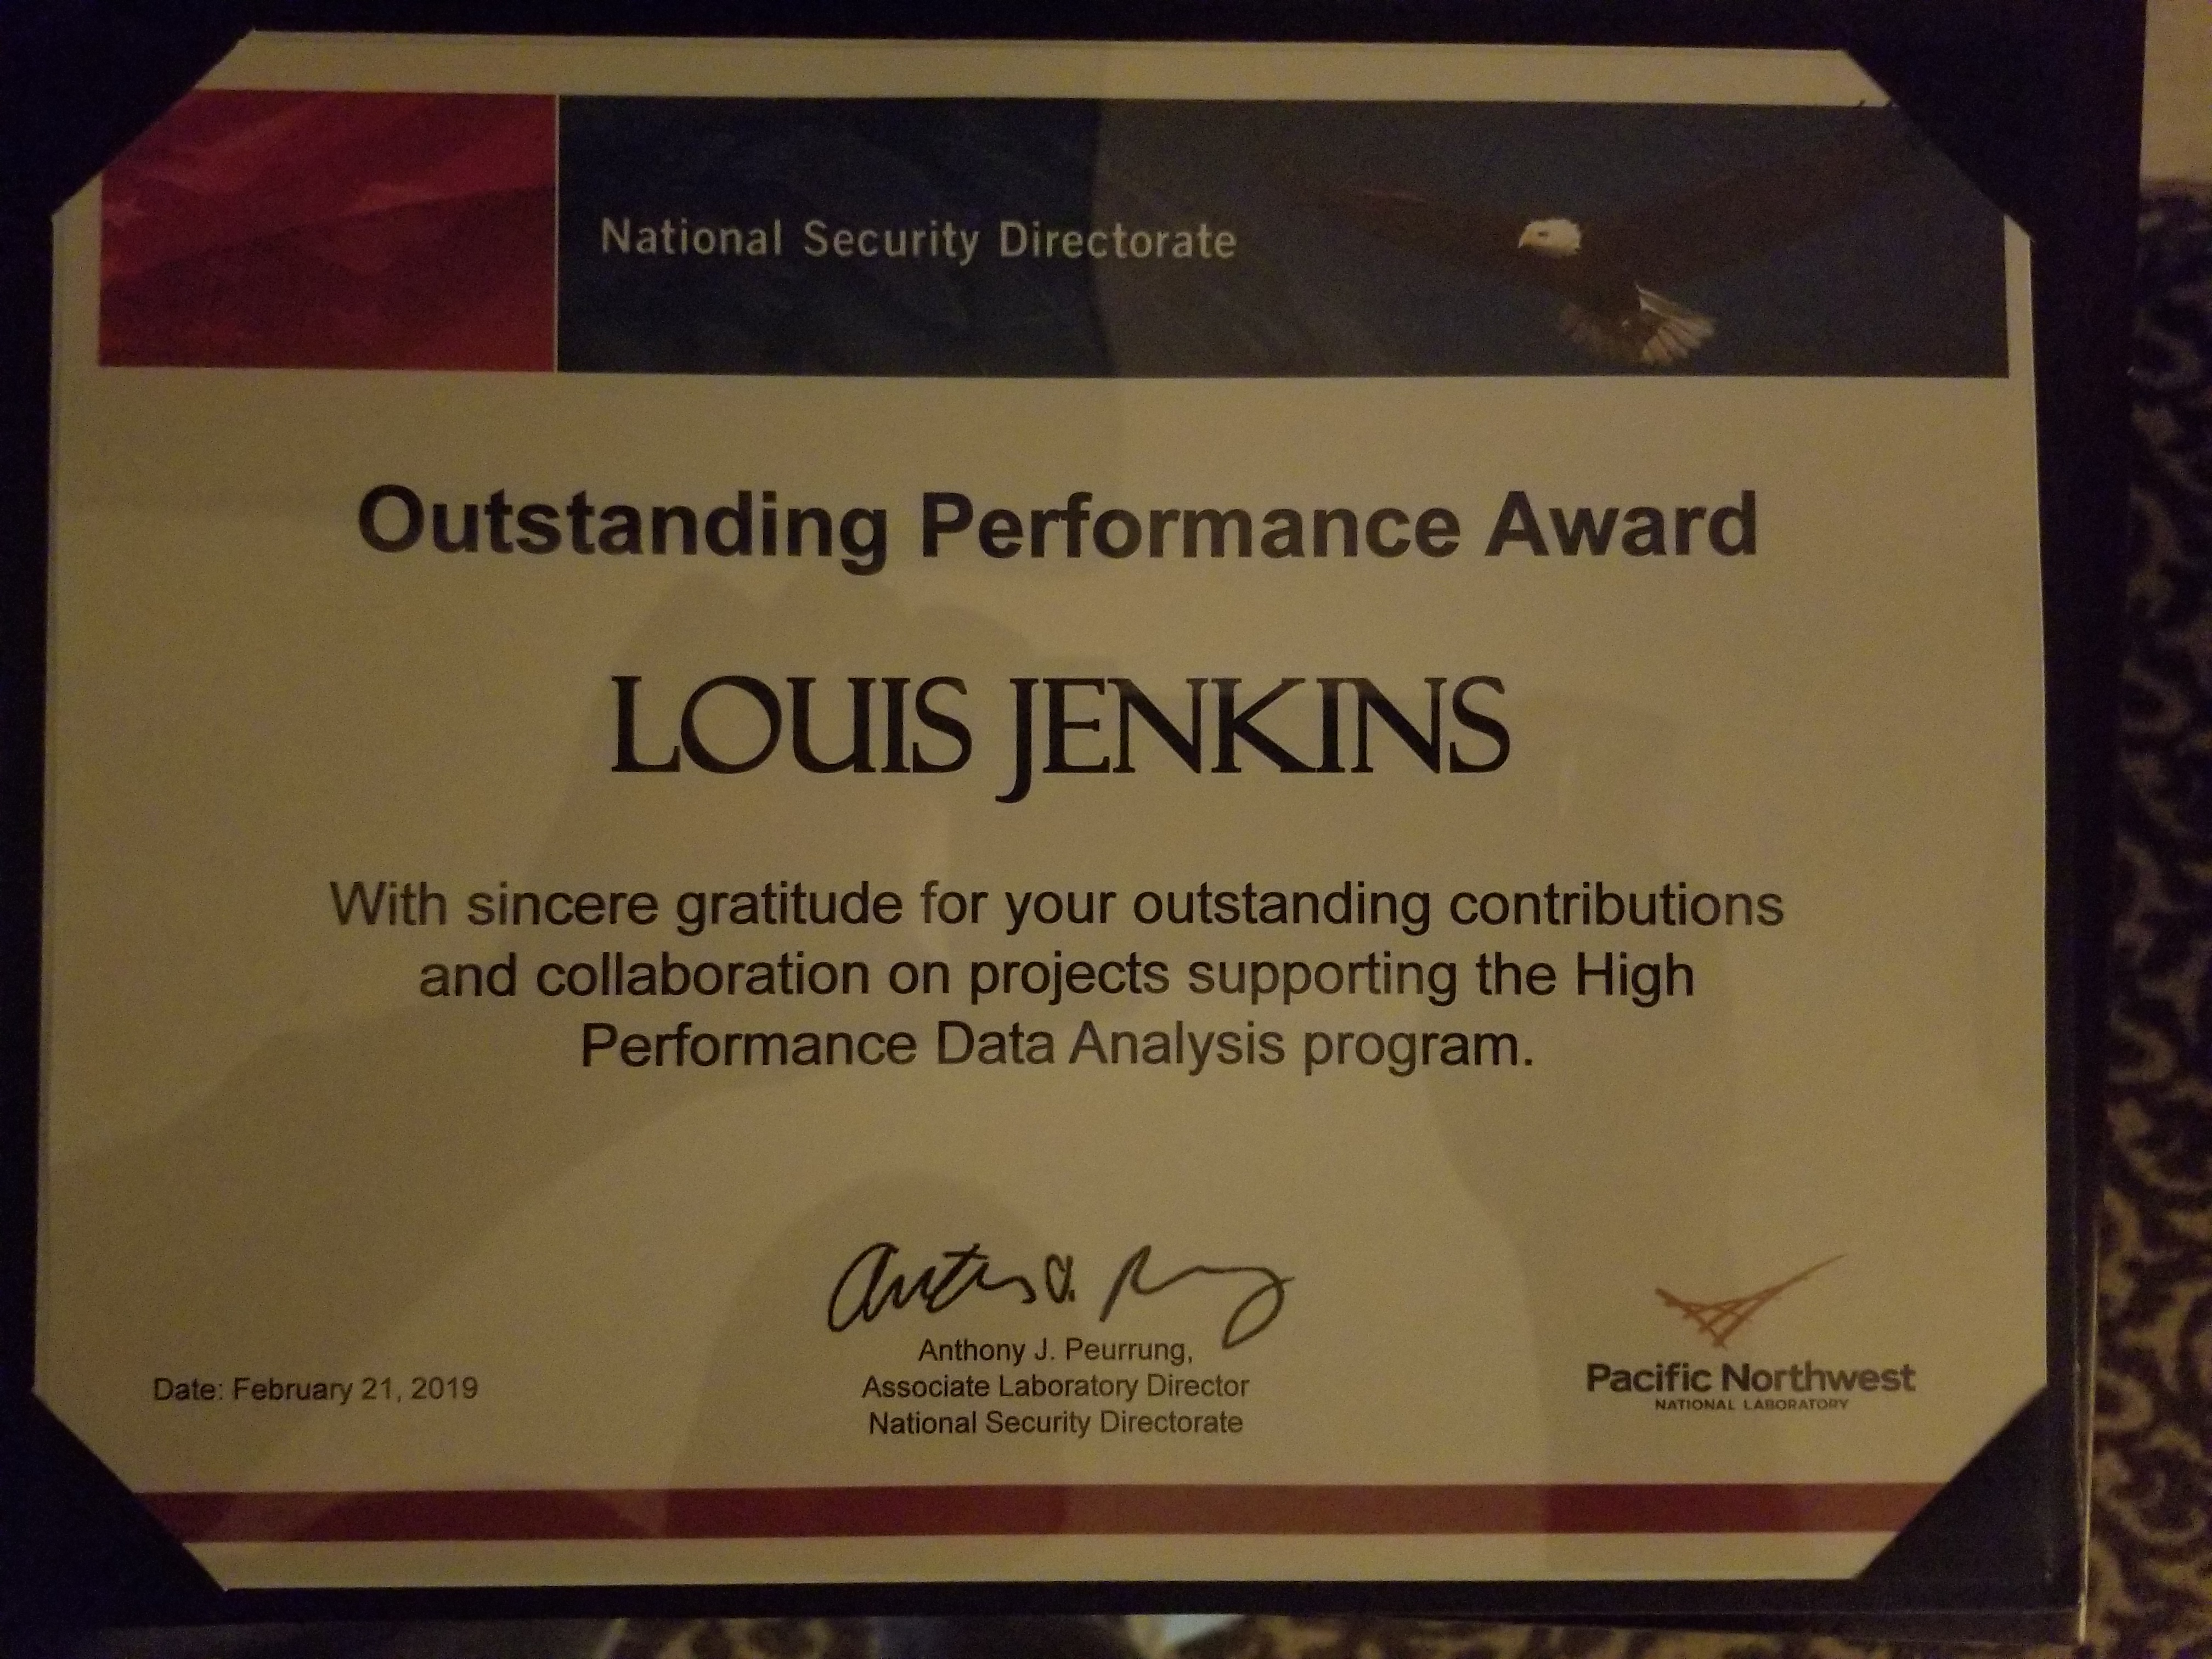 National Security Directorate
Outstanding Performance Award
LOUIS JENKINS
With sincere gratitude for your outstanding contributions
and collaboration on projects supporting the High
Performance Data Analysis program.
Date: February 21, 2019
Anthony J. Peurrung,
Associate Laboratory Director
National Security Directorate
Pacific Northwest
NATIONAL LABORATORY